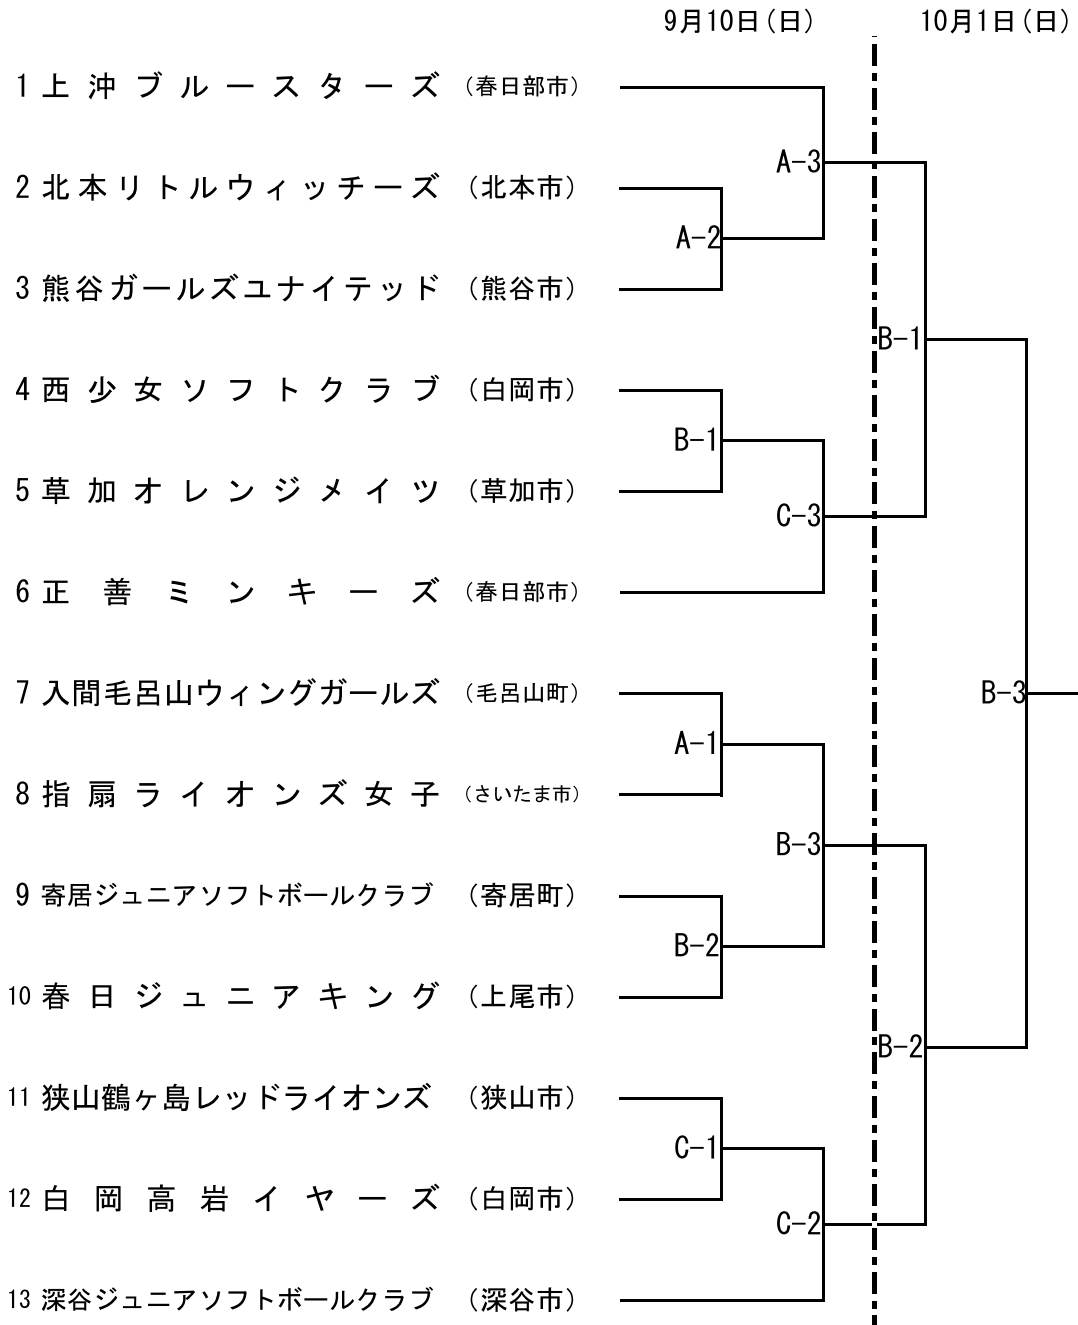 9月10日(日) 10月1日(日)
1 上沖ブルースターズ (春日部市)
A-3
2 北本リトルウィッチーズ (北本市)
A-2
3 熊谷ガールズユナイテッド (熊谷市)
B-1
4 西少女ソフトクラブ (白岡市)
B-1
5 草加オレンジメイツ (草加市)
C-3
6 正善ミンキーズ (春日部市)
7 入間毛呂山ウィングガールズ (毛呂山町)
B-3
A-1
8 指扇ライオンズ女子 (さいたま市)
B-3
9 寄居ジュニアソフトボールクラブ (寄居町)
B-2
10 春日ジュニアキング (上尾市)
B-2
11 狭山鶴ヶ島レッドライオンズ (狭山市)
C-1
12 白岡高岩イヤーズ (白岡市)
C-2
13 深谷ジュニアソフトボールクラブ (深谷市)